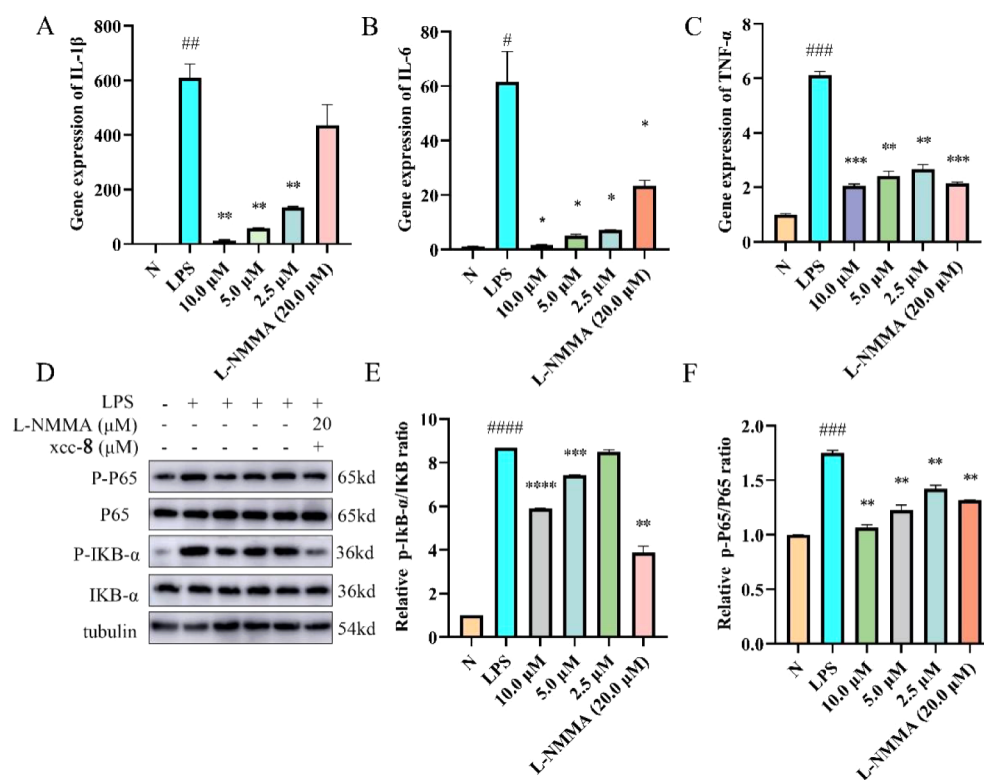 A
Gene expression of IL-1β
800
600
400
200
0
##
**
**
**
N
LPS
10.0 μM
5.0 μM
2.5 μM
L-NMMA (20.0 μM)
B
Gene expression of IL-6
80
60
40
20
0
#
*
*
*
*
N
LPS
10.0 μM
5.0 μM
2.5 μM
L-NMMA (20.0 μM)
C
Gene expression of TNF-α
8
6
4
2
0
###
***
**
**
***
N
LPS
10.0 μM
5.0 μM
2.5 μM
L-NMMA (20.0 μM)
D
LPS - + + + + +
L-NMMA (μM) - - - - - 20
xcc-8 (μM) - - - - - +
P-P65 65kd
P65 65kd
P-IKB-α 36kd
IKB-α 36kd
tubulin 54kd
E
Relative p-IkB-α/IKB ratio
10
8
6
4
2
0
####
****
***
**
N
LPS
10.0 μM
5.0 μM
2.5 μM
L-NMMA (20.0 μM)
F
Relative p-P65/P65 ratio
2.0
1.5
1.0
0.5
0.0
###
**
**
**
**
N
LPS
10.0 μM
5.0 μM
2.5 μM
L-NMMA (20.0 μM)